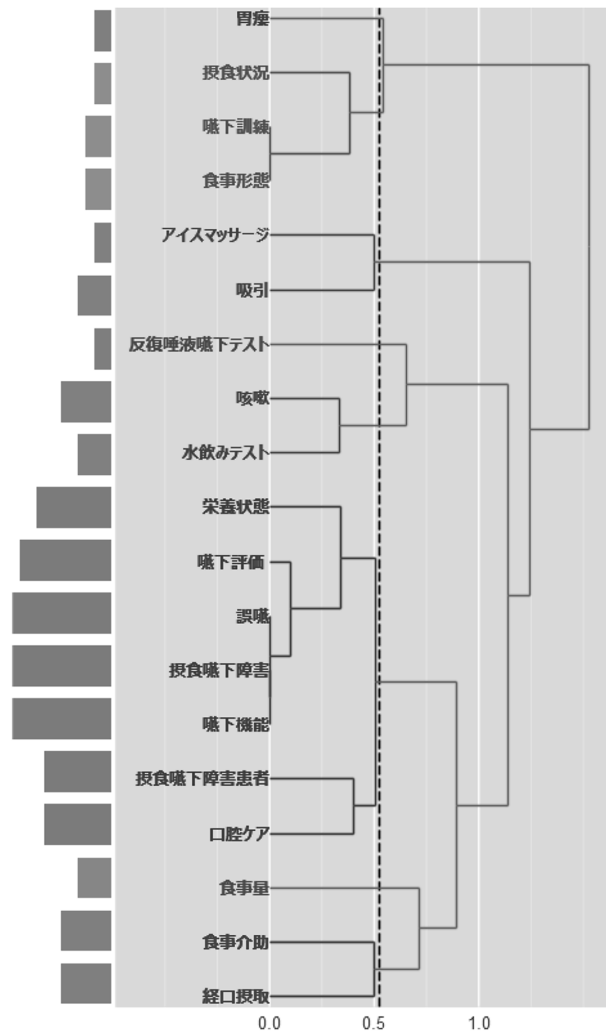 胃瘻
摂食状況
嚥下訓練
食事形態
アイスマッサージ
吸引
反復唾液嚥下テスト
咳嗽
水飲みテスト
栄養状態
嚥下評価
誤嚥
摂食嚥下障害
嚥下機能
摂食嚥下障害患者
口腔ケア
食事量
食事介助
経口摂取
0.0 0.5 1.0